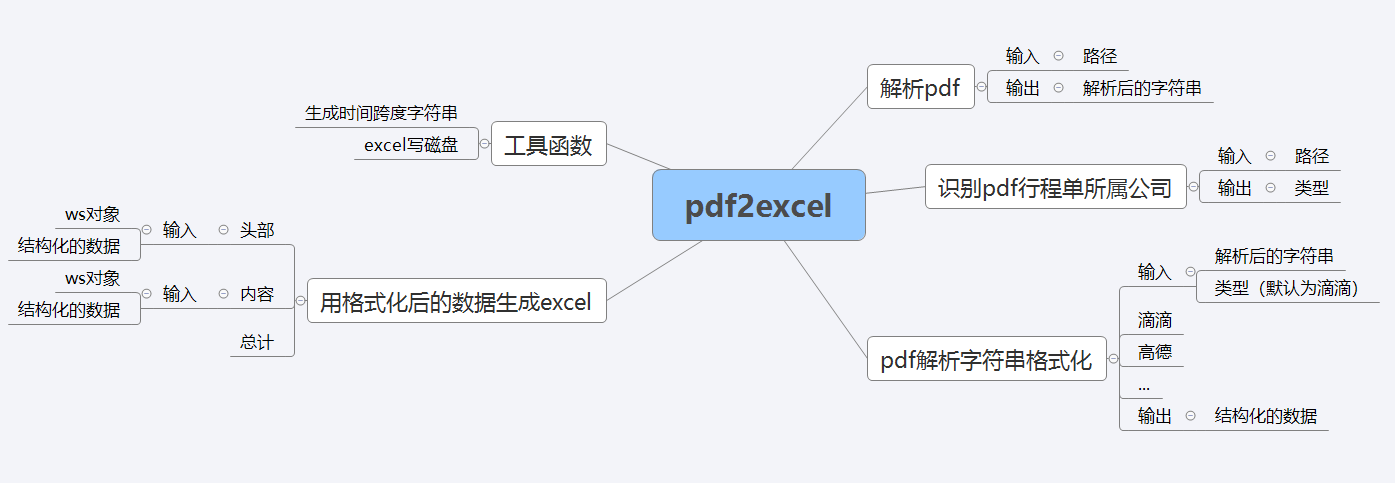 pdf2excel
解析pdf
输入
路径
输出
解析后的字符串
识别pdf行程单所属公司
输入
路径
输出
类型
pdf解析字符串格式化
输入
解析后的字符串
类型（默认为滴滴）
滴滴
高德
...
输出
结构化的数据
工具函数
生成时间跨度字符串
excel写磁盘
用格式化后的数据生成excel
头部
输入
ws对象
结构化的数据
内容
输入
ws对象
结构化的数据
总计